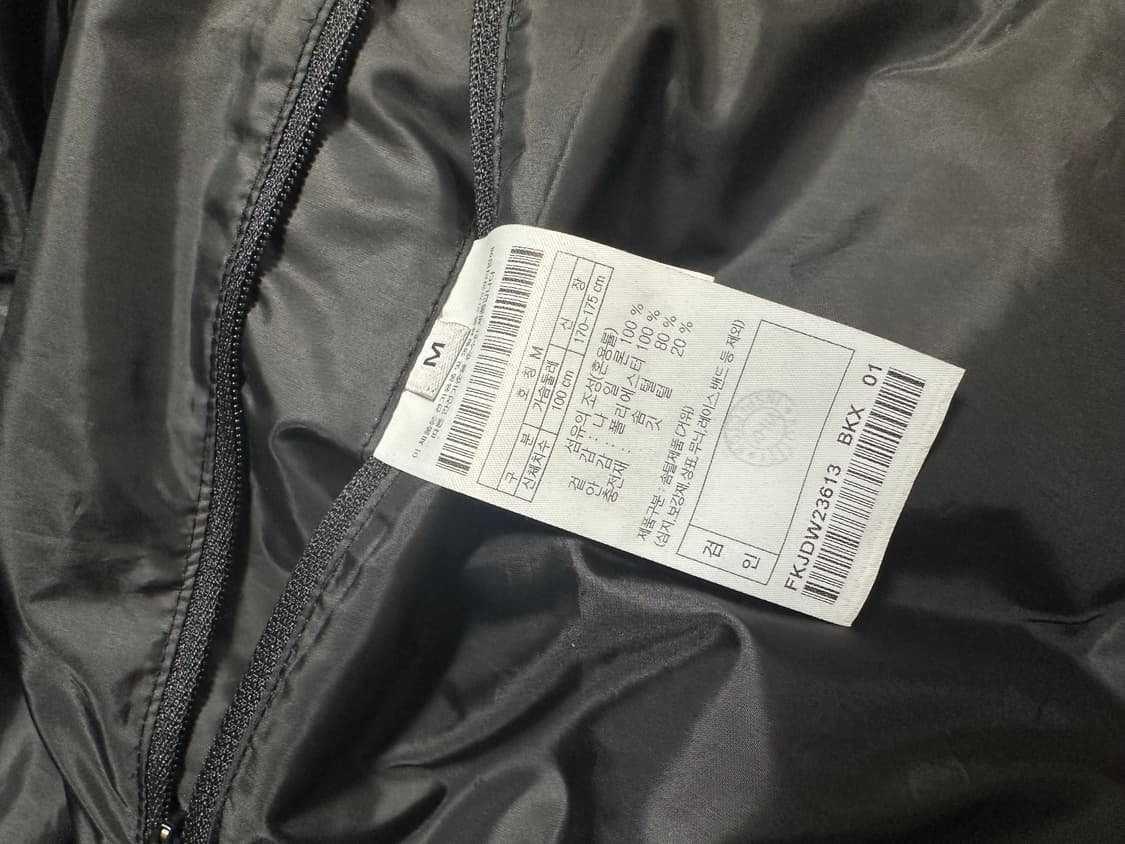 M
구 분 호 칭 M
신체치수 가슴둘레 신 장
100 cm 170-175 cm
섬유의 조성(혼용률)
겉 감 : 나 일 론 100 %
안 감 : 폴리에스터 100 %
충전재 : 솜 털 80 %
깃 털 20 %
제품구분 : 솜털제품 (거위)
(심지,보강재,상표,무늬,레이스 밴드 등 제외)
검
인
FKJDW23613 BKX 01